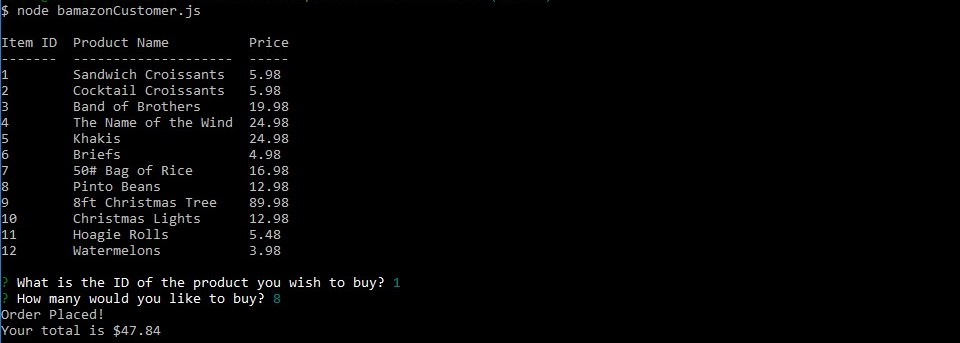 $ node bamazonCustomer.js
Item ID  Product Name          Price
-------  --------------------  -----
1        Sandwich Croissants   5.98
2        Cocktail Croissants   5.98
3        Band of Brothers      19.98
4        The Name of the Wind  24.98
5        Khakis                24.98
6        Briefs                4.98
7        50# Bag of Rice       16.98
8        Pinto Beans           12.98
9        8ft Christmas Tree    89.98
10       Christmas Lights      12.98
11       Hoagie Rolls          5.48
12       Watermelons           3.98
? What is the ID of the product you wish to buy? 1
? How many would you like to buy? 8
Order Placed!
Your total is $47.84